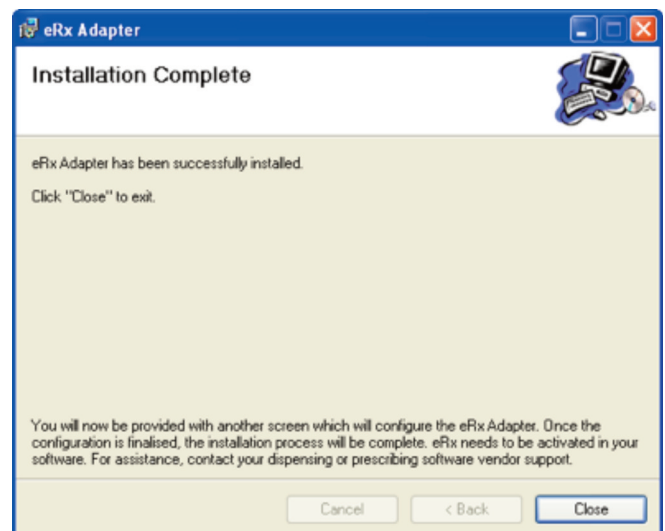 eRx Adapter
Installation Complete
eRx Adapter has been successfully installed.
Click "Close" to exit.
You will now be provided with another screen which will configure the eRx Adapter. Once the
configuration is finalised, the installation process will be complete. eRx needs to be activated in your
software. For assistance, contact your dispensing or prescribing software vendor support.
Cancel
< Back
Close